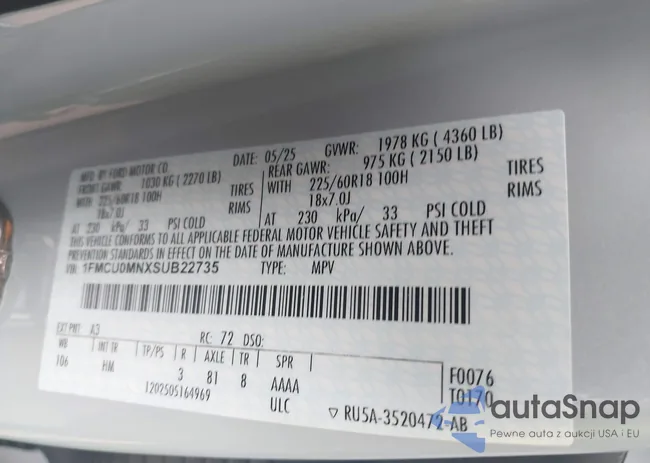 MFD. BY FORD MOTOR CO. DATE: 05/25 GVWR: 1978 KG ( 4360 LB)
FRONT GAWR: 1030 KG ( 2270 LB) REAR GAWR: 975 KG ( 2150 LB)
WITH 225/60R18 100H TIRES WITH 225/60R18 100H TIRES
18x7.0J RIMS 18x7.0J RIMS
AT 230 kPa/ 33 PSI COLD AT 230 kPa/ 33 PSI COLD
THIS VEHICLE CONFORMS TO ALL APPLICABLE FEDERAL MOTOR VEHICLE SAFETY AND THEFT
PREVENTION STANDARDS IN EFFECT ON THE DATE OF MANUFACTURE SHOWN ABOVE.
VIN: 1FMCU0MNXSUB22735 TYPE: MPV
EXT PNT: A3 RC: 72 DSO:
WB INT TR TP/PS R AXLE TR SPR
106 HM 3 81 8 AAAA F0076
1202505164969 ULC T0170
▽ RU5A-3520472-AB
autaSnap
Pewne auta z aukcji USA i EU